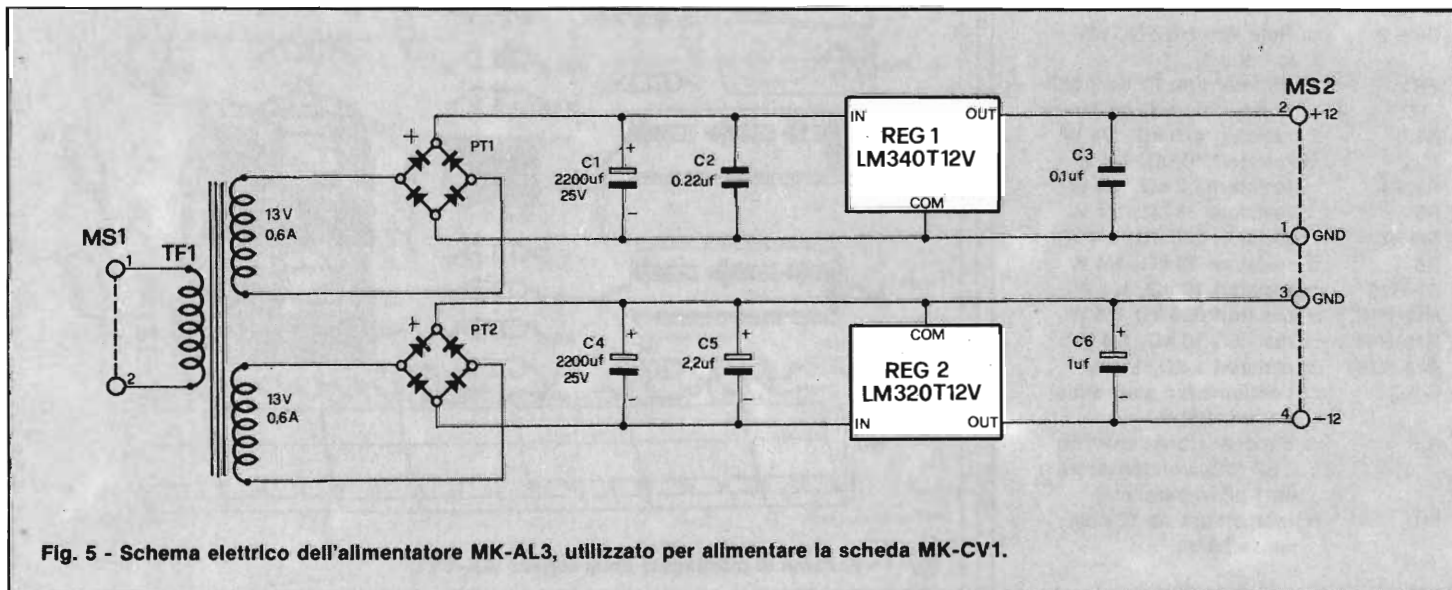 MS1
1
2
TF1
13V
0,6A
13V
0,6A
+
PT1
+
PT2
+
C1
2200uf
25V
−
C2
0.22uf
IN
OUT
REG 1
LM340T12V
COM
C3
0,1uf
MS2
2
+12
1
GND
3
GND
4
−12
+
C4
2200uf
25V
−
+
C5
2,2uf
−
COM
REG 2
LM320T12V
IN
OUT
+
C6
1uf
Fig. 5 - Schema elettrico dell'alimentatore MK-AL3, utilizzato per alimentare la scheda MK-CV1.